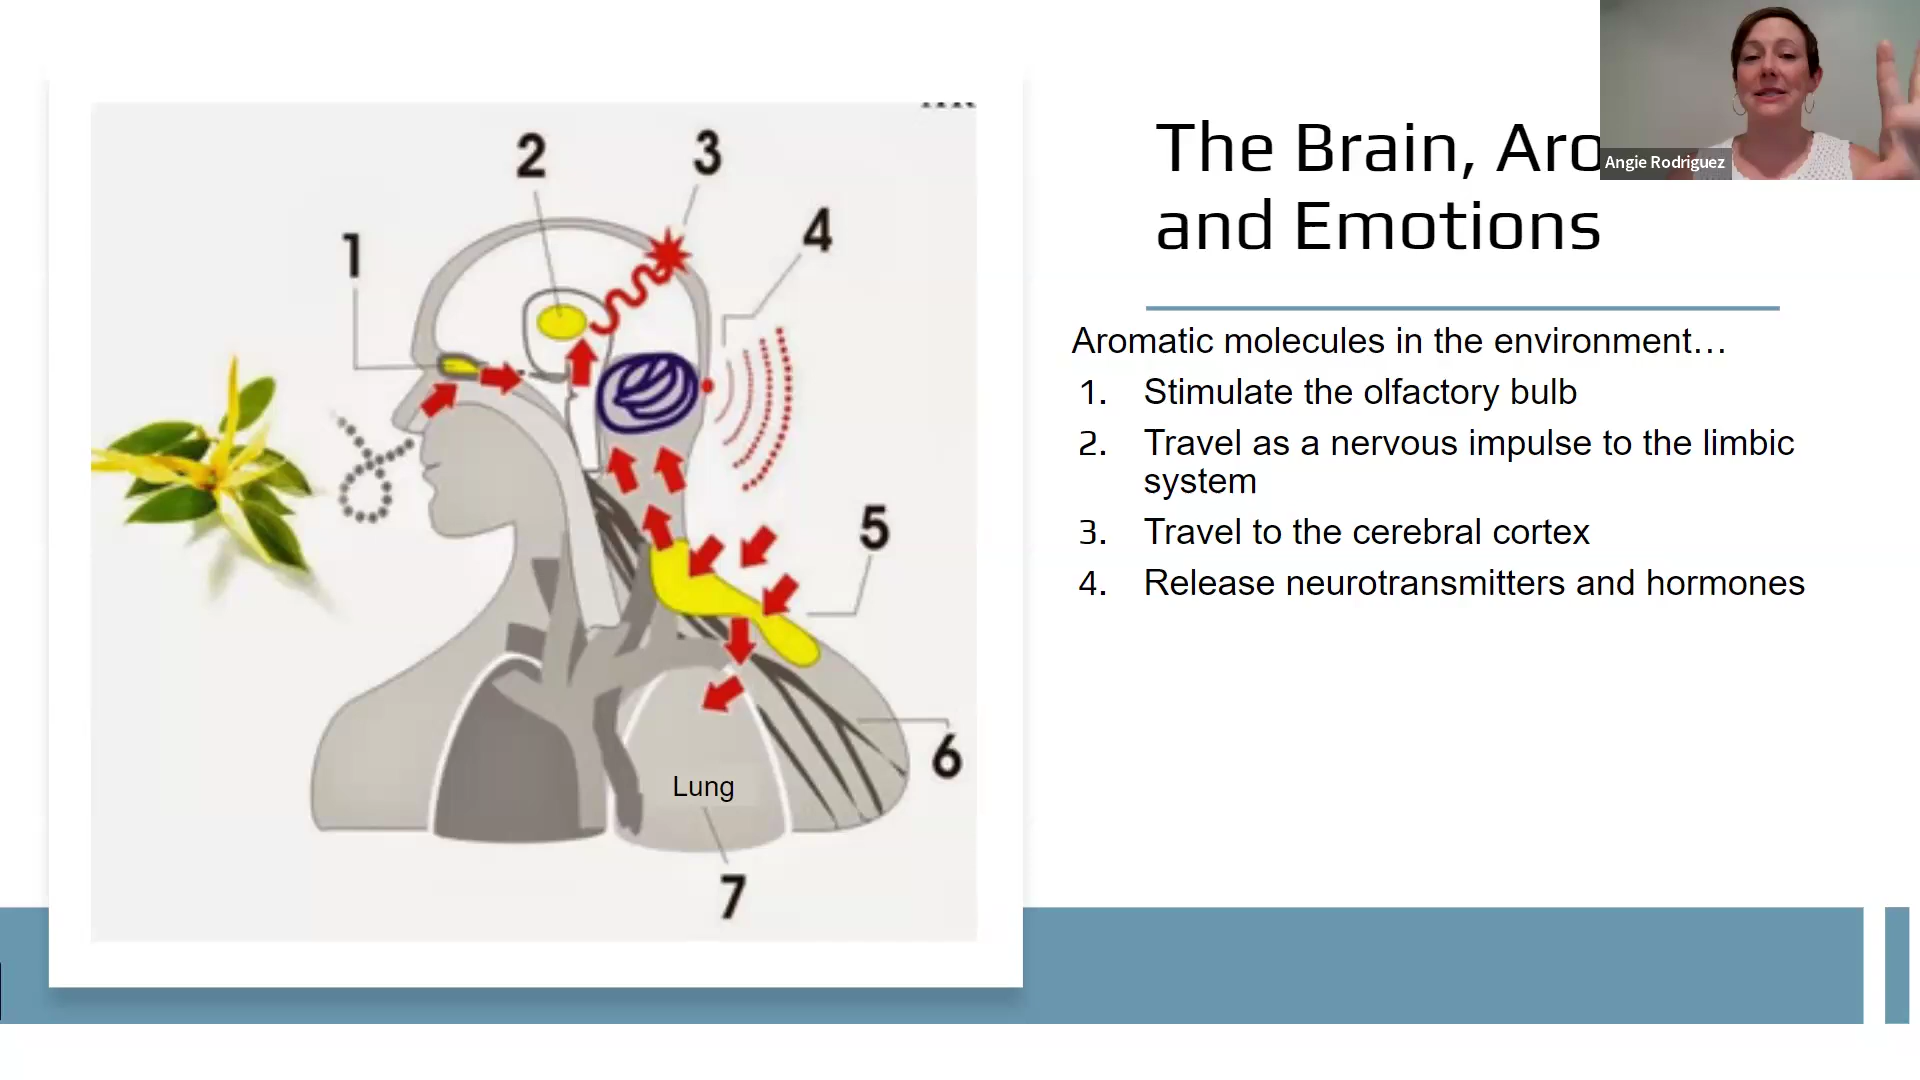 The Brain, Aro
and Emotions
Angie Rodriguez
Aromatic molecules in the environment…
1. Stimulate the olfactory bulb
2. Travel as a nervous impulse to the limbic
system
3. Travel to the cerebral cortex
4. Release neurotransmitters and hormones
1
2
3
4
5
6
Lung
7